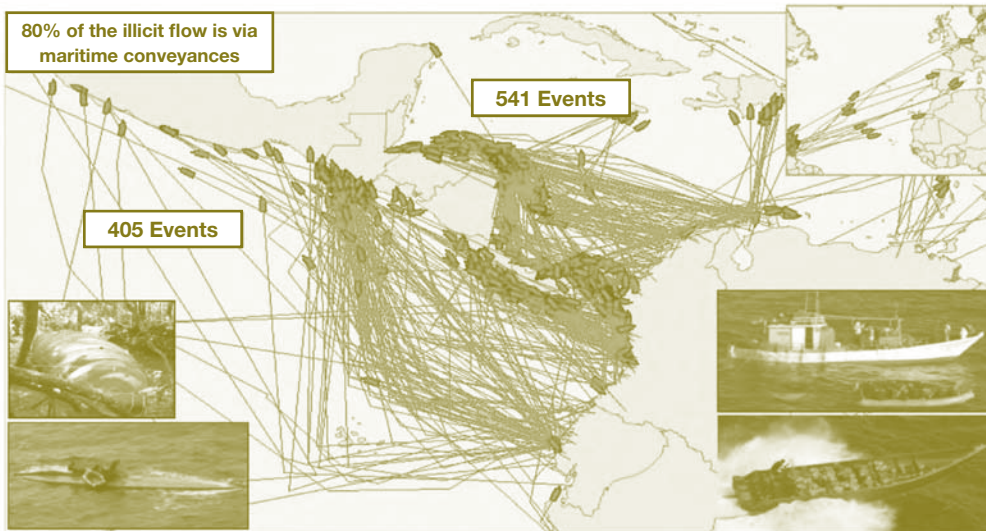 80% of the illicit flow is via
maritime conveyances
541 Events
405 Events